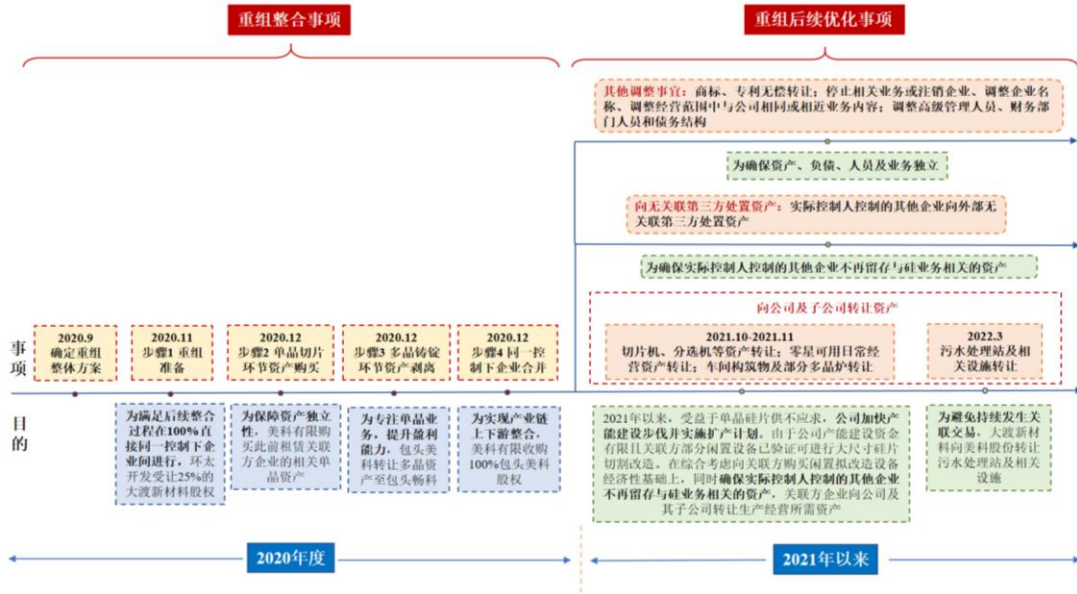 重组整合事项
重组后续优化事项
其他调整事宜：商标、专利无偿转让；停止相关业务或注销企业、调整企业名
称、调整经营范围中与公司相同或相近业务内容；调整高级管理人员、财务部
门人员和债务结构
为确保资产、负债、人员及业务独立
向无关联第三方处置资产：实际控制人控制的其他企业向外部无
关联第三方处置资产
为确保实际控制人控制的其他企业不再留存与硅业务相关的资产
向公司及子公司转让资产
事项
2020.9
确定重组
整体方案
2020.11
步骤1 重组
准备
2020.12
步骤2 单晶切片
环节资产购买
2020.12
步骤3 多晶铸锭
环节资产剥离
2020.12
步骤4 同一控
制下企业合并
2021.10-2021.11
切片机、分选机等资产转让；零星可用日常经
营资产转让；车间构筑物及部分多晶炉转让
2022.3
污水处理站及相
关设施转让
目的
为满足后续整合
过程在100%直
接同一控制下企
业间进行，环太
开发受让25%的
大渡新材料股权
为保障资产独立
性，美科有限购
买此前租赁关联
方企业的相关单
晶资产
为专注单晶业
务，提升盈利
能力，包头美
科转让多晶资
产至包头畅科
为实现产业链
上下游整合，
美科有限收购
100%包头美科
股权
2021年以来，受益于单晶硅片供不应求，公司加快产
能建设步伐并实施扩产计划。由于公司产能建设资金
有限且关联方部分闲置设备已验证可进行大尺寸硅片
切割改造。在综合考虑向关联方购买闲置拟改造设备
经济性基础上，同时确保实际控制人控制的其他企业
不再留存与硅业务相关的资产，关联方企业向公司及
其子公司转让生产经营所需资产
为避免持续发生关
联交易，大渡新材
料向美科股份转让
污水处理站及相关
设施
2020年度
2021年以来